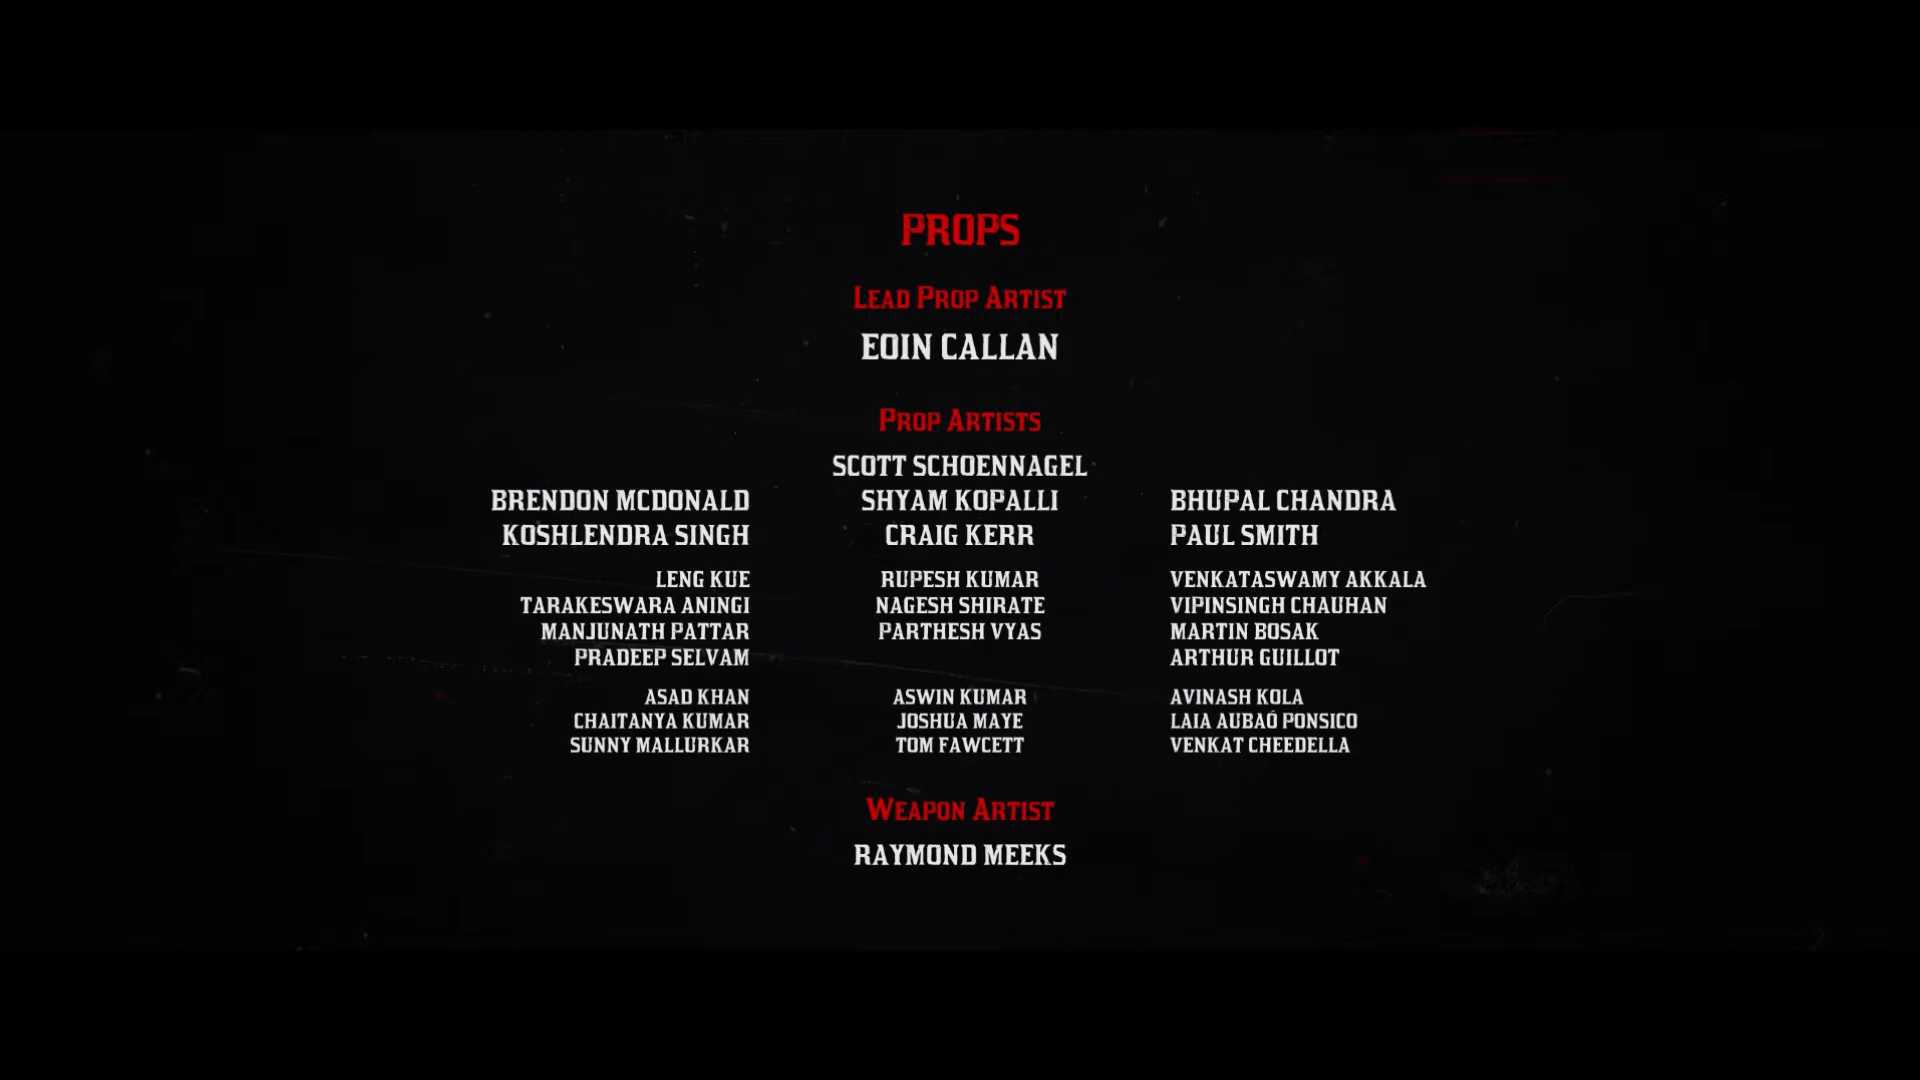 PROPS
LEAD PROP ARTIST
EOIN CALLAN
PROP ARTISTS
SCOTT SCHOENNAGEL
BRENDON MCDONALD SHYAM KOPALLI BHUPAL CHANDRA
KOSHLENDRA SINGH CRAIG KERR PAUL SMITH
LENG KUE RUPESH KUMAR VENKATASWAMY AKKALA
TARAKESWARA ANINGI NAGESH SHIRATE VIPINSINGH CHAUHAN
MANJUNATH PATTAR PARTHESH VYAS MARTIN BOSAK
PRADEEP SELVAM ARTHUR GUILLOT
ASAD KHAN ASWIN KUMAR AVINASH KOLA
CHAITANYA KUMAR JOSHUA MAYE LAIA AUBAÓ PONSICO
SUNNY MALLURKAR TOM FAWCETT VENKAT CHEEDELLA
WEAPON ARTIST
RAYMOND MEEKS